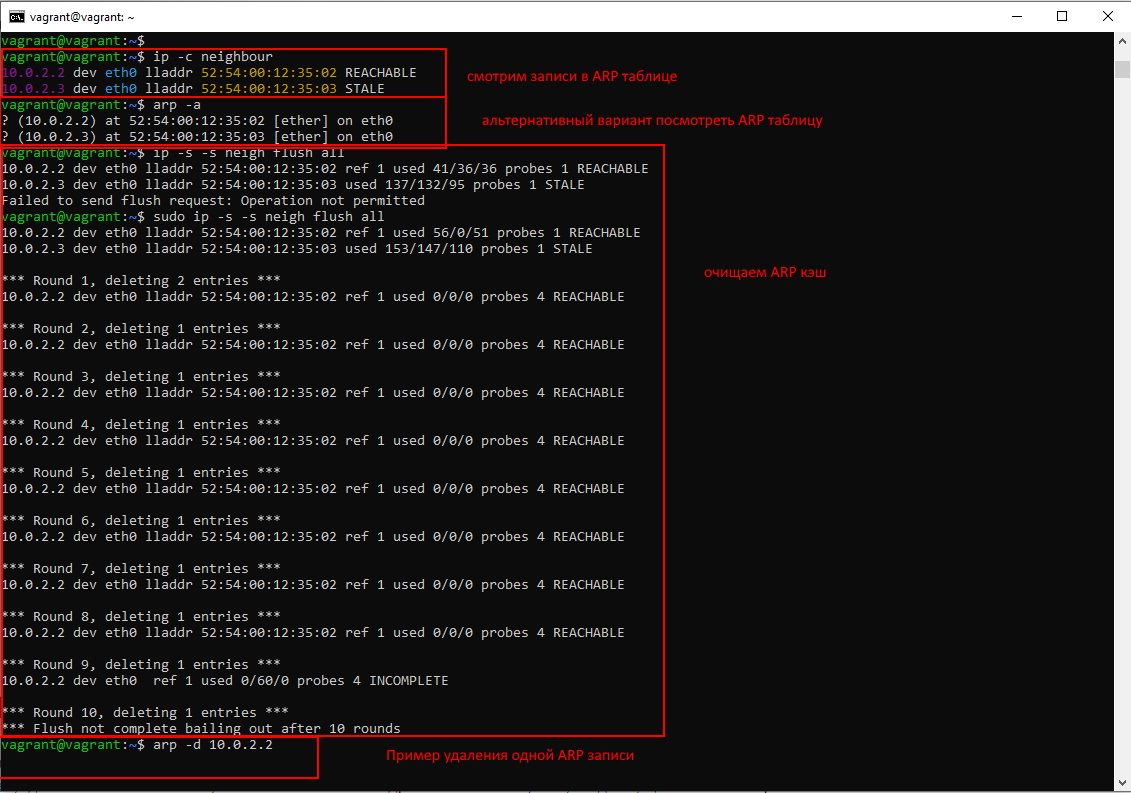 vagrant@vagrant: ~
vagrant@vagrant:~$
vagrant@vagrant:~$ ip -c neighbour
10.0.2.2 dev eth0 lladdr 52:54:00:12:35:02 REACHABLE
смотрим записи в ARP таблице
10.0.2.3 dev eth0 lladdr 52:54:00:12:35:03 STALE
vagrant@vagrant:~$ arp -a
? (10.0.2.2) at 52:54:00:12:35:02 [ether] on eth0
альтернативный вариант посмотреть ARP таблицу
? (10.0.2.3) at 52:54:00:12:35:03 [ether] on eth0
vagrant@vagrant:~$ ip -s -s neigh flush all
10.0.2.2 dev eth0 lladdr 52:54:00:12:35:02 ref 1 used 41/36/36 probes 1 REACHABLE
10.0.2.3 dev eth0 lladdr 52:54:00:12:35:03 used 137/132/95 probes 1 STALE
Failed to send flush request: Operation not permitted
vagrant@vagrant:~$ sudo ip -s -s neigh flush all
10.0.2.2 dev eth0 lladdr 52:54:00:12:35:02 ref 1 used 56/0/51 probes 1 REACHABLE
10.0.2.3 dev eth0 lladdr 52:54:00:12:35:03 used 153/147/110 probes 1 STALE
очищаем ARP кэш
*** Round 1, deleting 2 entries ***
10.0.2.2 dev eth0 lladdr 52:54:00:12:35:02 ref 1 used 0/0/0 probes 4 REACHABLE
*** Round 2, deleting 1 entries ***
10.0.2.2 dev eth0 lladdr 52:54:00:12:35:02 ref 1 used 0/0/0 probes 4 REACHABLE
*** Round 3, deleting 1 entries ***
10.0.2.2 dev eth0 lladdr 52:54:00:12:35:02 ref 1 used 0/0/0 probes 4 REACHABLE
*** Round 4, deleting 1 entries ***
10.0.2.2 dev eth0 lladdr 52:54:00:12:35:02 ref 1 used 0/0/0 probes 4 REACHABLE
*** Round 5, deleting 1 entries ***
10.0.2.2 dev eth0 lladdr 52:54:00:12:35:02 ref 1 used 0/0/0 probes 4 REACHABLE
*** Round 6, deleting 1 entries ***
10.0.2.2 dev eth0 lladdr 52:54:00:12:35:02 ref 1 used 0/0/0 probes 4 REACHABLE
*** Round 7, deleting 1 entries ***
10.0.2.2 dev eth0 lladdr 52:54:00:12:35:02 ref 1 used 0/0/0 probes 4 REACHABLE
*** Round 8, deleting 1 entries ***
10.0.2.2 dev eth0 lladdr 52:54:00:12:35:02 ref 1 used 0/0/0 probes 4 REACHABLE
*** Round 9, deleting 1 entries ***
10.0.2.2 dev eth0  ref 1 used 0/60/0 probes 4 INCOMPLETE
*** Round 10, deleting 1 entries ***
*** Flush not complete bailing out after 10 rounds
vagrant@vagrant:~$ arp -d 10.0.2.2
Пример удаления одной ARP записи